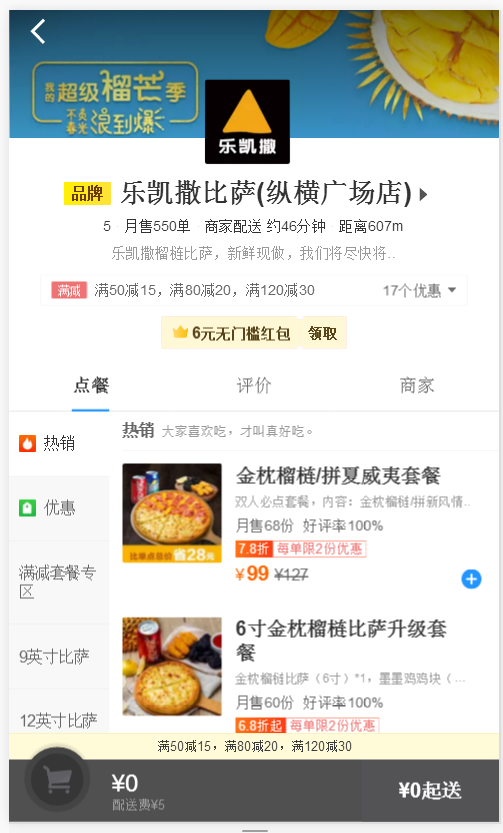 我的
超级榴芒季
不负春光
浪到爆
乐凯撒
品牌 乐凯撒比萨(纵横广场店)
5 月售550单 商家配送 约46分钟 距离607m
乐凯撒榴梿比萨，新鲜现做，我们将尽快将..
满减 满50减15，满80减20，满120减30 17个优惠
6元无门槛红包 领取
点餐 评价 商家
热销
优惠
满减套餐专区
9英寸比萨
12英寸比萨
热销 大家喜欢吃，才叫真好吃。
金枕榴梿/拼夏威夷套餐
双人必点套餐，内容：金枕榴梿/拼新风情..
月售68份 好评率100%
7.8折 每单限2份优惠
¥99 ¥127
比单点总价省28元
6寸金枕榴梿比萨升级套餐
金枕榴梿比萨（6寸）*1，墨墨鸡鸡块（ ...
月售60份 好评率100%
6.8折起 每单限2份优惠
满50减15，满80减20，满120减30
¥0
配送费¥5
¥0起送